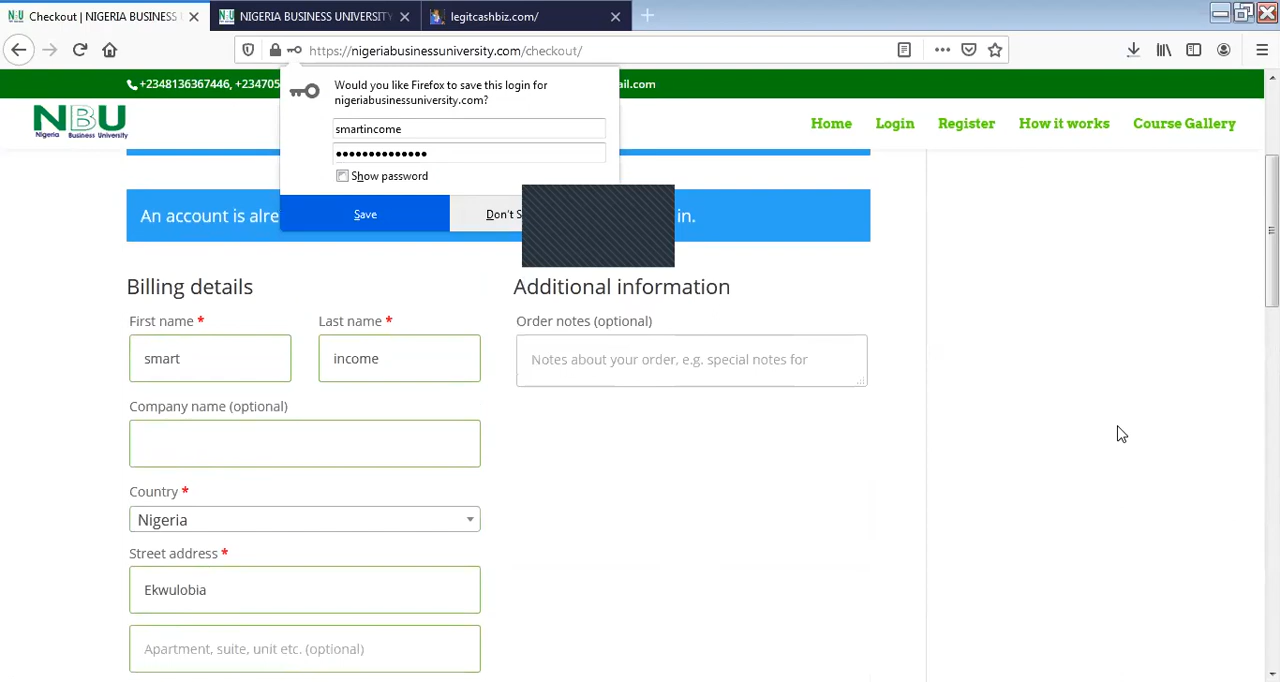 Checkout | NIGERIA BUSINESS
NIGERIA BUSINESS UNIVERSITY
legitcashbiz.com/
https://nigeriabusinessuniversity.com/checkout/
Would you like Firefox to save this login for
nigeriabusinessuniversity.com?
smartincome
••••••••••••••
Show password
Save
Don't S
+2348136367446, +234705
ail.com
NBU
Nigeria Business University
Home
Login
Register
How it works
Course Gallery
An account is alre
in.
Billing details
Additional information
First name *
Last name *
Order notes (optional)
smart
income
Notes about your order, e.g. special notes for
Company name (optional)
Country *
Nigeria
Street address *
Ekwulobia
Apartment, suite, unit etc. (optional)